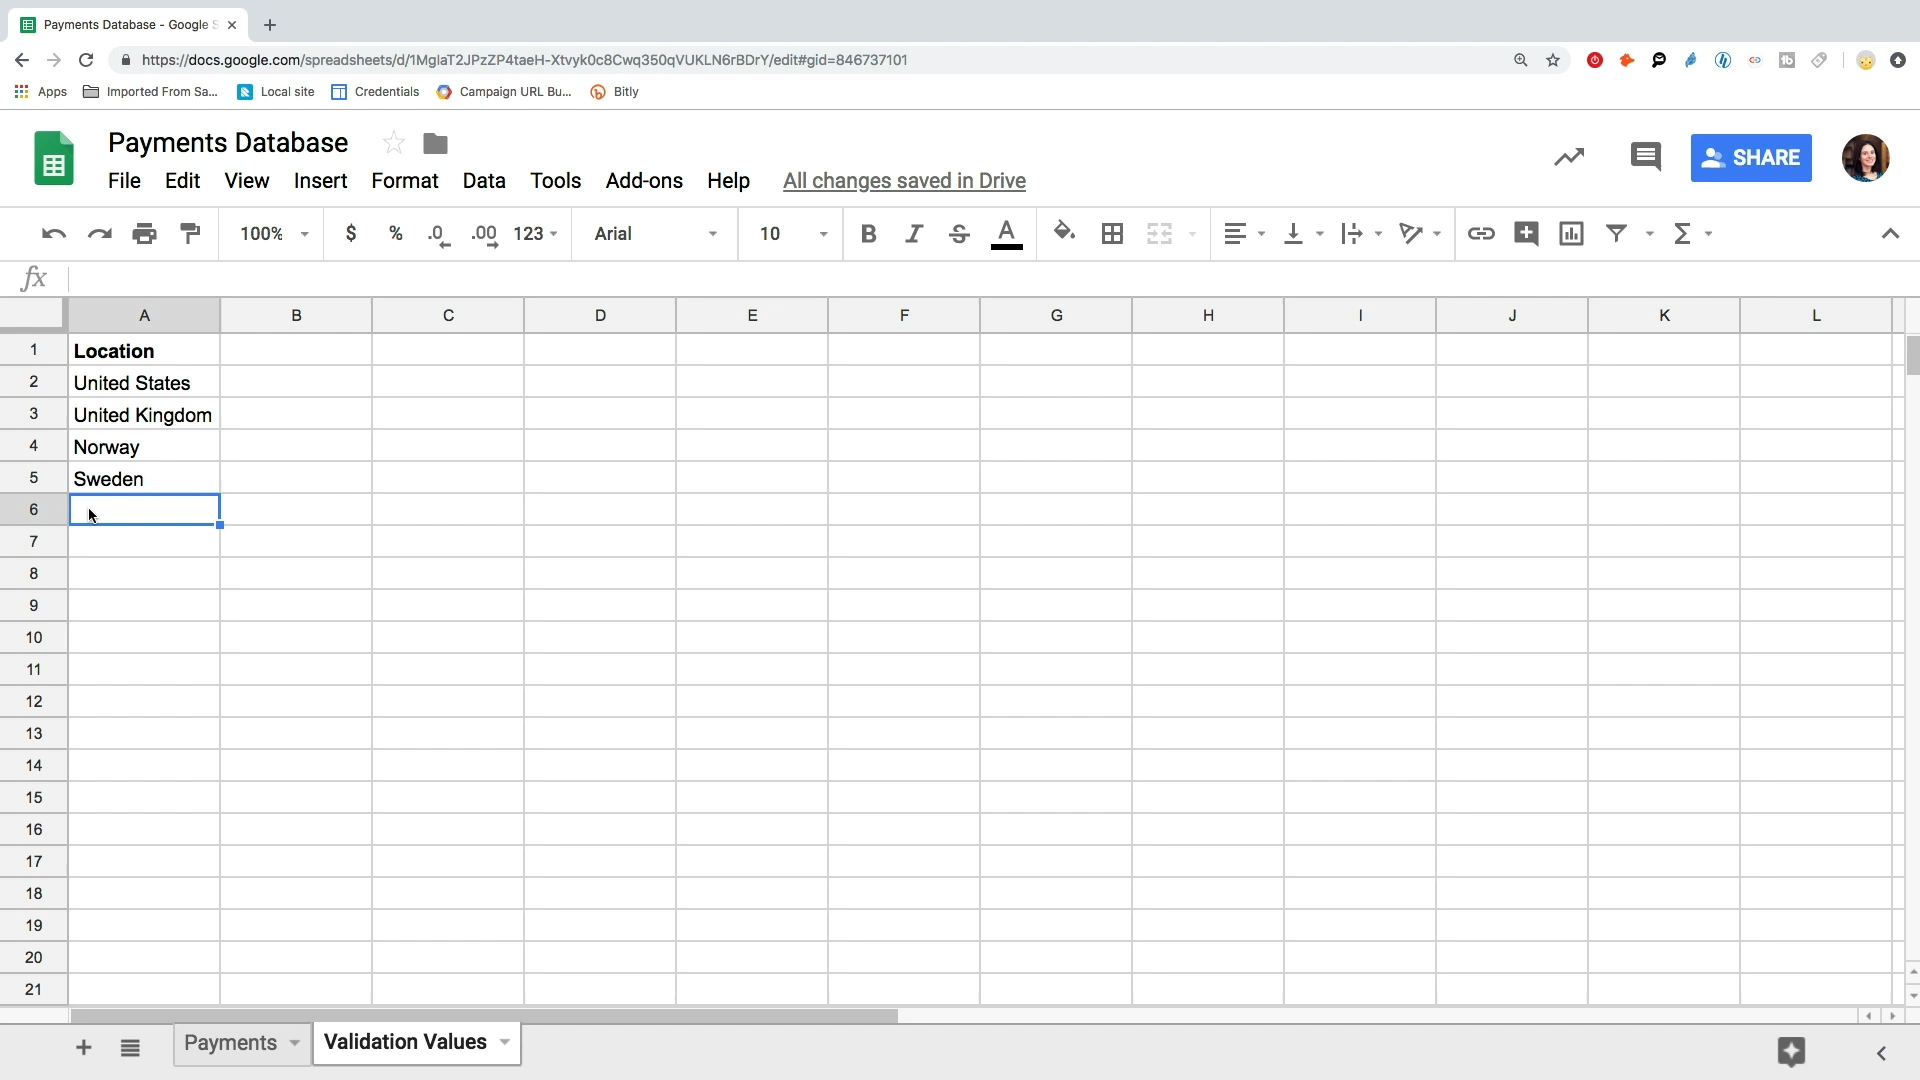 Payments Database - Google S
https://docs.google.com/spreadsheets/d/1MglaT2JPzZP4taeH-Xtvyk0c8Cwq350qVUKLN6rBDrY/edit#gid=846737101
Apps Imported From Sa... Local site Credentials Campaign URL Bu... Bitly
Payments Database
File Edit View Insert Format Data Tools Add-ons Help All changes saved in Drive
SHARE
100% $ % .0 .00 123 Arial 10 B I S A
fx
A B C D E F G H I J K L
1 Location
2 United States
3 United Kingdom
4 Norway
5 Sweden
6
7
8
9
10
11
12
13
14
15
16
17
18
19
20
21
Payments Validation Values